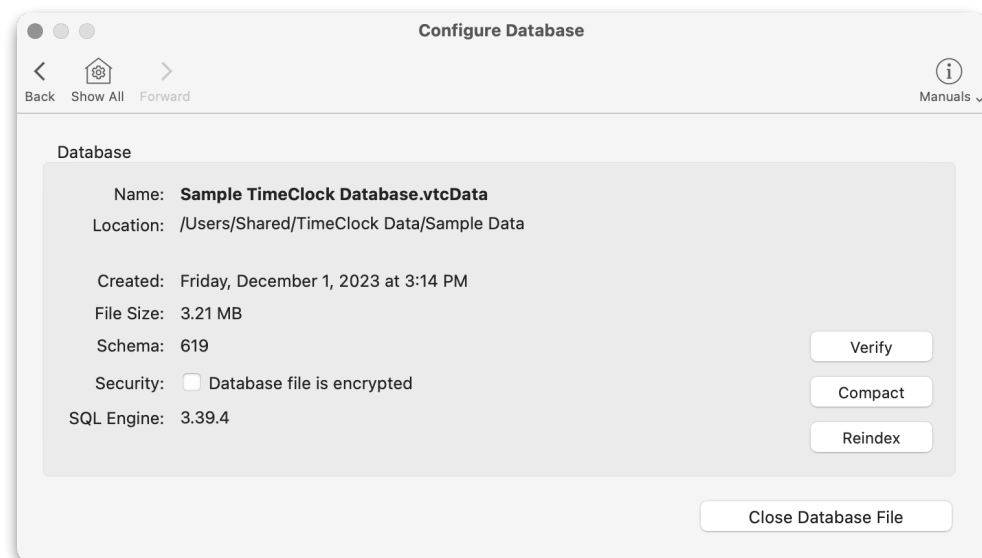 Configure Database
Back Show All Forward Manuals
Database
Name: Sample TimeClock Database.vtcData
Location: /Users/Shared/TimeClock Data/Sample Data
Created: Friday, December 1, 2023 at 3:14 PM
File Size: 3.21 MB
Schema: 619
Verify
Security: Database file is encrypted
Compact
SQL Engine: 3.39.4
Reindex
Close Database File